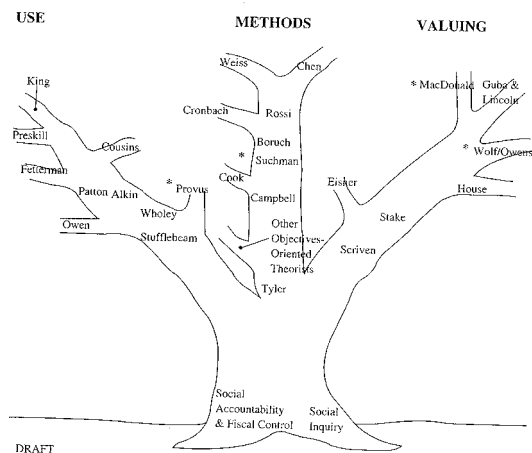 USE
METHODS
VALUING
King
Weiss
Chen
* MacDonald
Guba &
Lincoln
Cronbach
Rossi
Preskill
Cousins
Boruch
* Suchman
* Wolf/Owens
Fetterman
Patton Alkin
* Provus
Cook
Eisher
House
Campbell
Wholey
Owen
Stufflebeam
Other
Objectives-
Oriented
Theorists
Stake
Scriven
Tyler
Social
Accountability
& Fiscal Control
Social
Inquiry
DRAFT